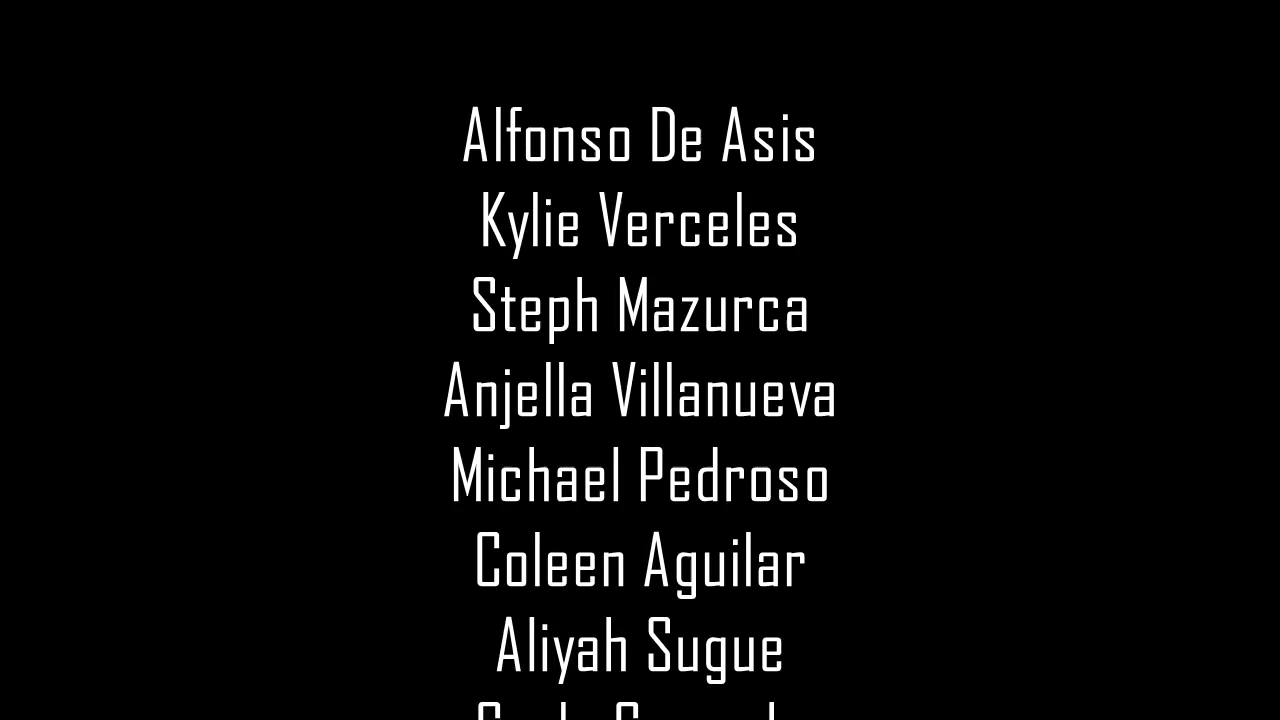 Alfonso De Asis
Kylie Verceles
Steph Mazurca
Anjella Villanueva
Michael Pedroso
Coleen Aguilar
Aliyah Sugue